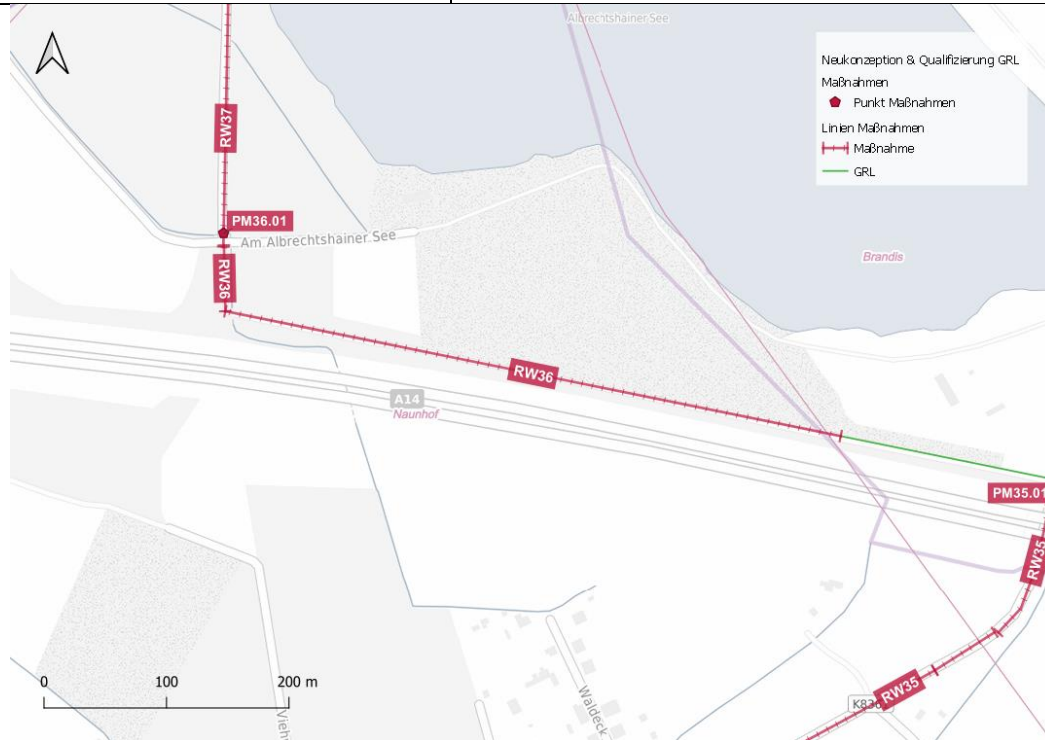 Albrechtshainer See
Neukonzeption & Qualifizierung GRL
Maßnahmen
Punkt Maßnahmen
Linien Maßnahmen
Maßnahme
GRL
RW37
PM36.01
Am Albrechtshainer See
RW36
Brandis
RW36
A14
Naunhof
PM35.01
RW35
RW35
Waldeck
0 100 200 m